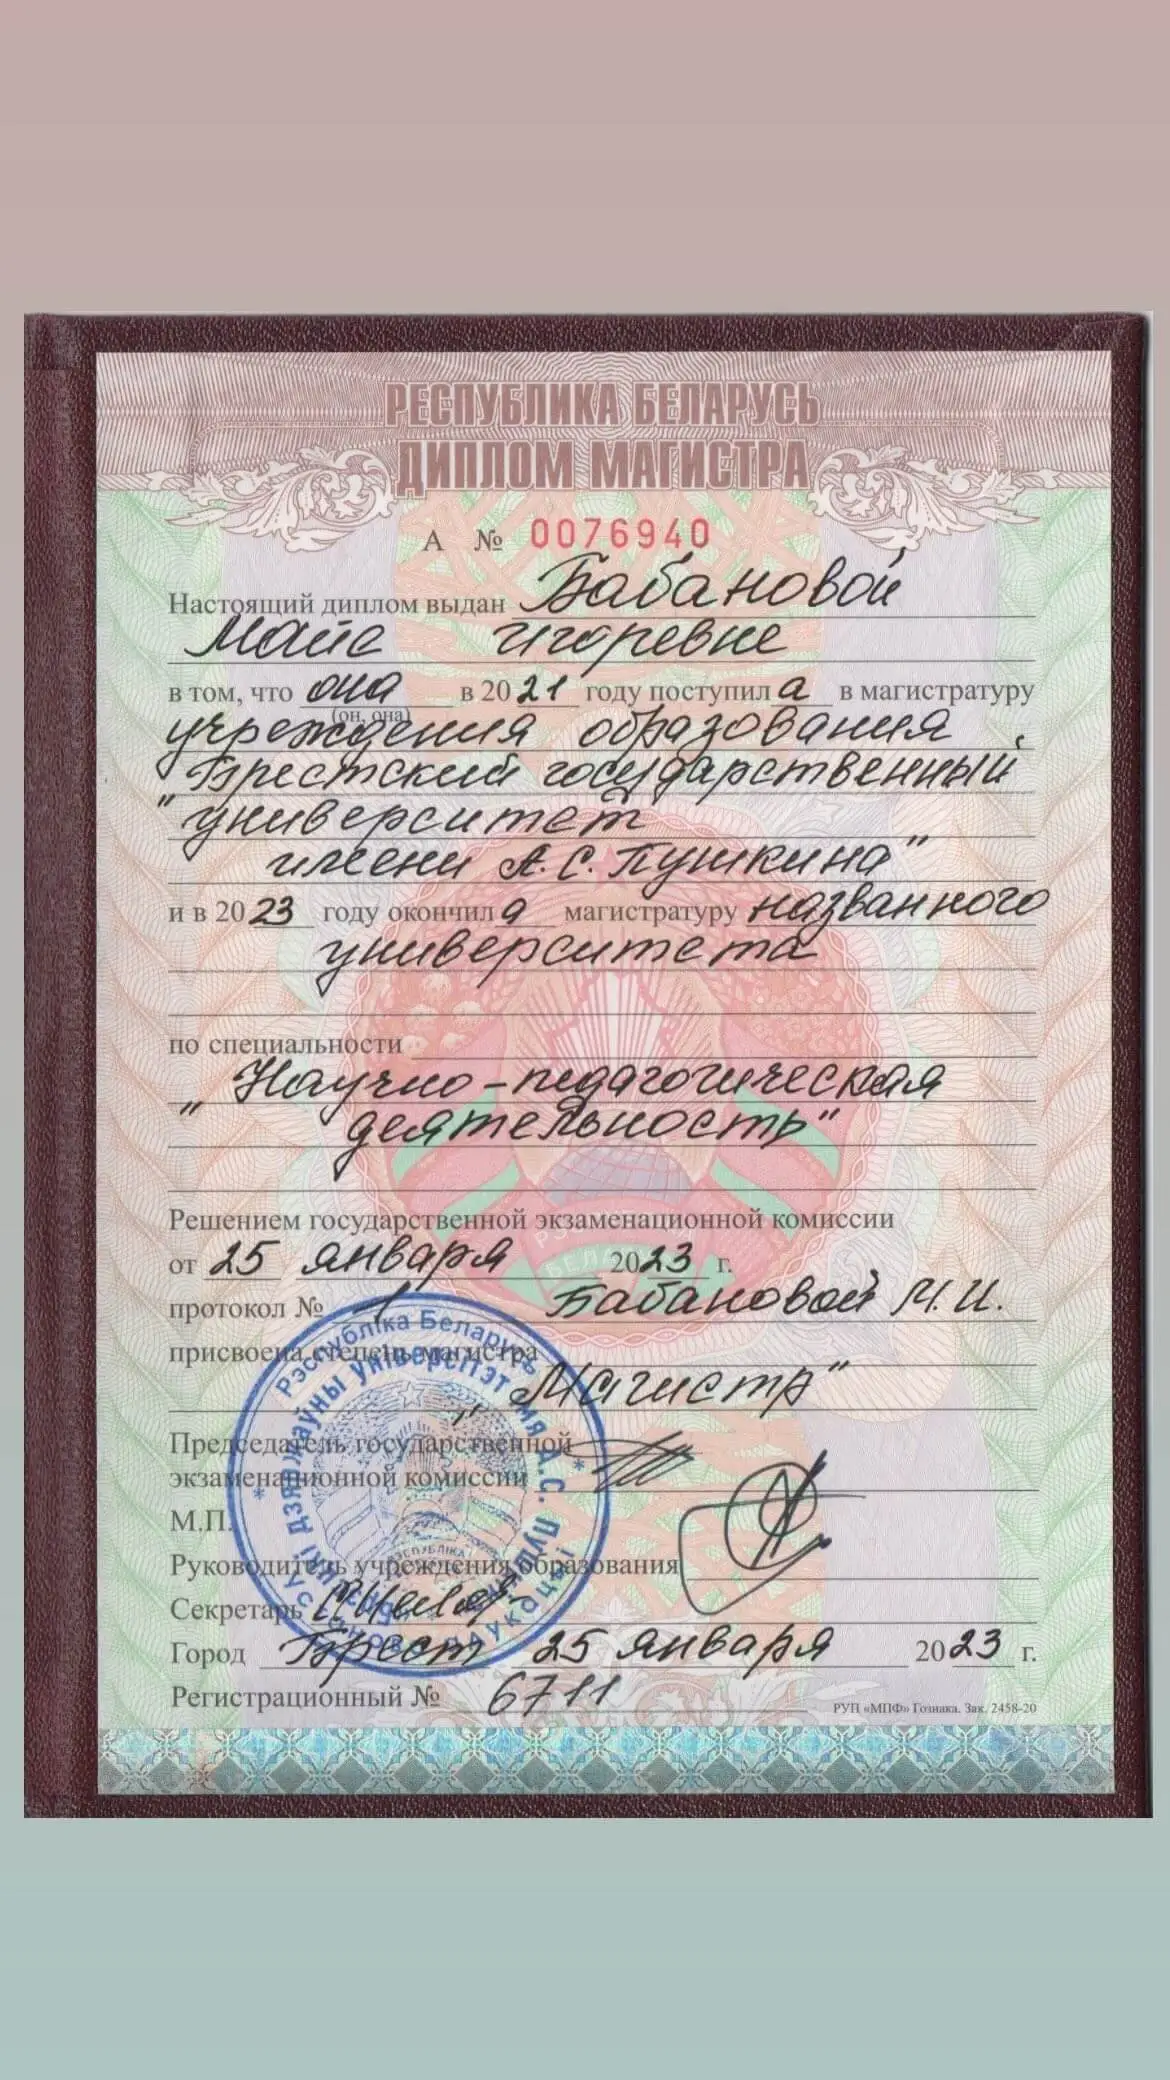 РЕСПУБЛИКА БЕЛАРУСЬ
ДИПЛОМ МАГИСТРА
А № 0076940
Настоящий диплом выдан Бабановой
Майе Игоревне
в том, что она в 2021 году поступила в магистратуру
(он, она)
учреждения образования
"Брестский государственный
университет
имени А.С. Пушкина"
и в 2023 году окончила магистратуру названного
университета
по специальности
"Научно-педагогическая
деятельность"
Решением государственной экзаменационной комиссии
от 25 января 2023 г.
протокол № 1 Бабановой М.И.
присвоена степень магистра
"Магистр"
Председатель государственной
экзаменационной комиссии
М.П.
Руководитель учреждения образования
Секретарь
Город Брест 25 января 2023 г.
Регистрационный № 6711
РУП «МПФ» Гознака. Зак. 2458-20
Рэспубліка Беларусь
дзяржаўны ўніверсітэт імя А.С. Пушкіна